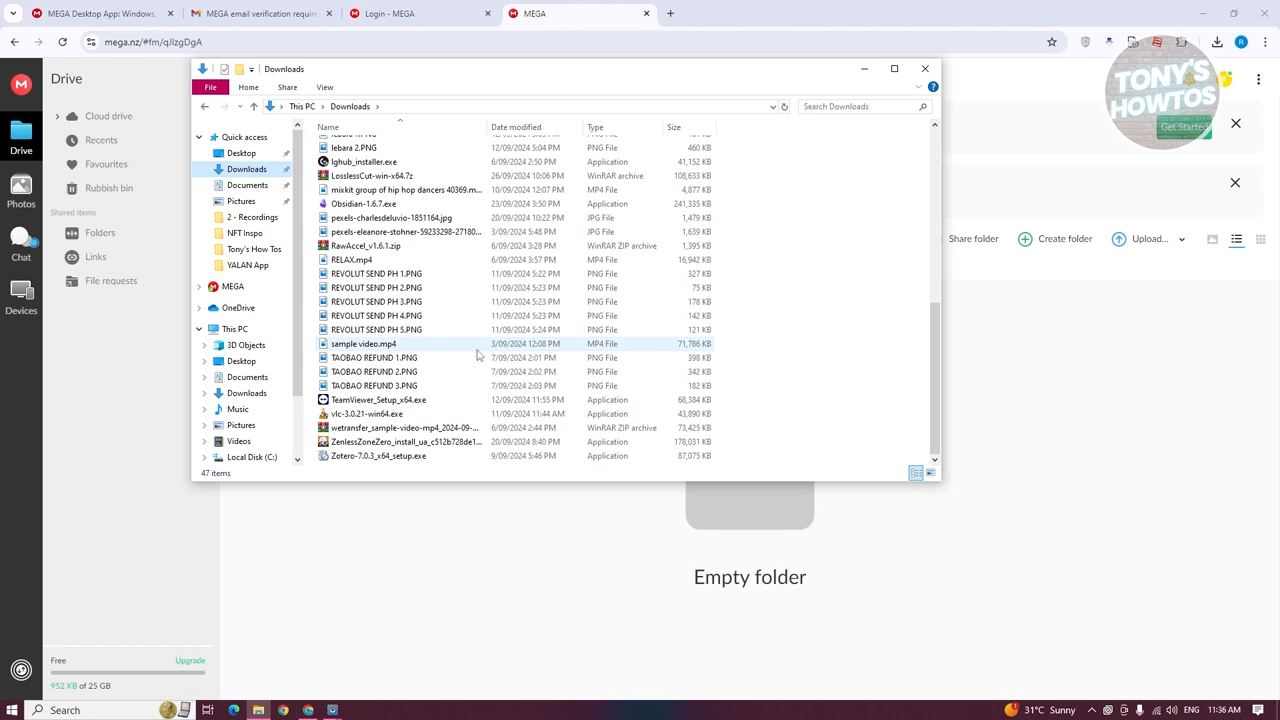 MEGA Desktop App: Windows,
MEGA email verification require
Login - MEGA
MEGA
mega.nz/#fm/qJlzgDgA
Drive
Cloud drive
Recents
Favourites
Rubbish bin
Shared items
Folders
Links
File requests
Drive
Photos
Chat
Devices
Free
Upgrade
952 KB of 25 GB
TONY'S
HOWTOS
Get Started
Share folder
Create folder
Upload...
Empty folder
Downloads
File
Home
Share
View
This PC
Downloads
Search Downloads
Quick access
Desktop
Downloads
Documents
Pictures
2 - Recordings
NFT Inspo
Tony's How Tos
YALAN App
MEGA
OneDrive
This PC
3D Objects
Desktop
Documents
Downloads
Music
Pictures
Videos
Local Disk (C:)
Name Date modified Type Size
lebara 2.PNG 12/09/2024 5:04 PM PNG File 460 KB
lghub_installer.exe 6/09/2024 2:50 PM Application 41,152 KB
LosslessCut-win-x64.7z 26/09/2024 10:06 PM WinRAR archive 108,633 KB
mixkit group of hip hop dancers 40369.m... 10/09/2024 12:07 PM MP4 File 4,877 KB
Obsidian-1.6.7.exe 23/09/2024 3:50 PM Application 241,335 KB
pexels-charlesdeluvio-1851164.jpg 20/09/2024 10:22 PM JPG File 1,479 KB
pexels-eleanore-stohner-59233298-27180... 3/09/2024 5:48 PM JPG File 1,639 KB
RawAccel_v1.6.1.zip 6/09/2024 3:28 PM WinRAR ZIP archive 1,395 KB
RELAX.mp4 6/09/2024 3:57 PM MP4 File 16,942 KB
REVOLUT SEND PH 1.PNG 11/09/2024 5:22 PM PNG File 327 KB
REVOLUT SEND PH 2.PNG 11/09/2024 5:23 PM PNG File 75 KB
REVOLUT SEND PH 3.PNG 11/09/2024 5:23 PM PNG File 178 KB
REVOLUT SEND PH 4.PNG 11/09/2024 5:23 PM PNG File 142 KB
REVOLUT SEND PH 5.PNG 11/09/2024 5:24 PM PNG File 121 KB
sample video.mp4 3/09/2024 12:08 PM MP4 File 71,786 KB
TAOBAO REFUND 1.PNG 7/09/2024 2:01 PM PNG File 398 KB
TAOBAO REFUND 2.PNG 7/09/2024 2:02 PM PNG File 342 KB
TAOBAO REFUND 3.PNG 7/09/2024 2:03 PM PNG File 182 KB
TeamViewer_Setup_x64.exe 12/09/2024 11:55 PM Application 68,384 KB
vlc-3.0.21-win64.exe 11/09/2024 11:44 AM Application 43,890 KB
wetransfer_sample-video-mp4_2024-09-... 6/09/2024 2:44 PM WinRAR ZIP archive 73,425 KB
ZenlessZoneZero_install_ua_c512b728de1... 20/09/2024 8:40 PM Application 178,031 KB
Zotero-7.0.3_x64_setup.exe 9/09/2024 5:46 PM Application 87,075 KB
47 items
Search
31°C Sunny
11:36 AM